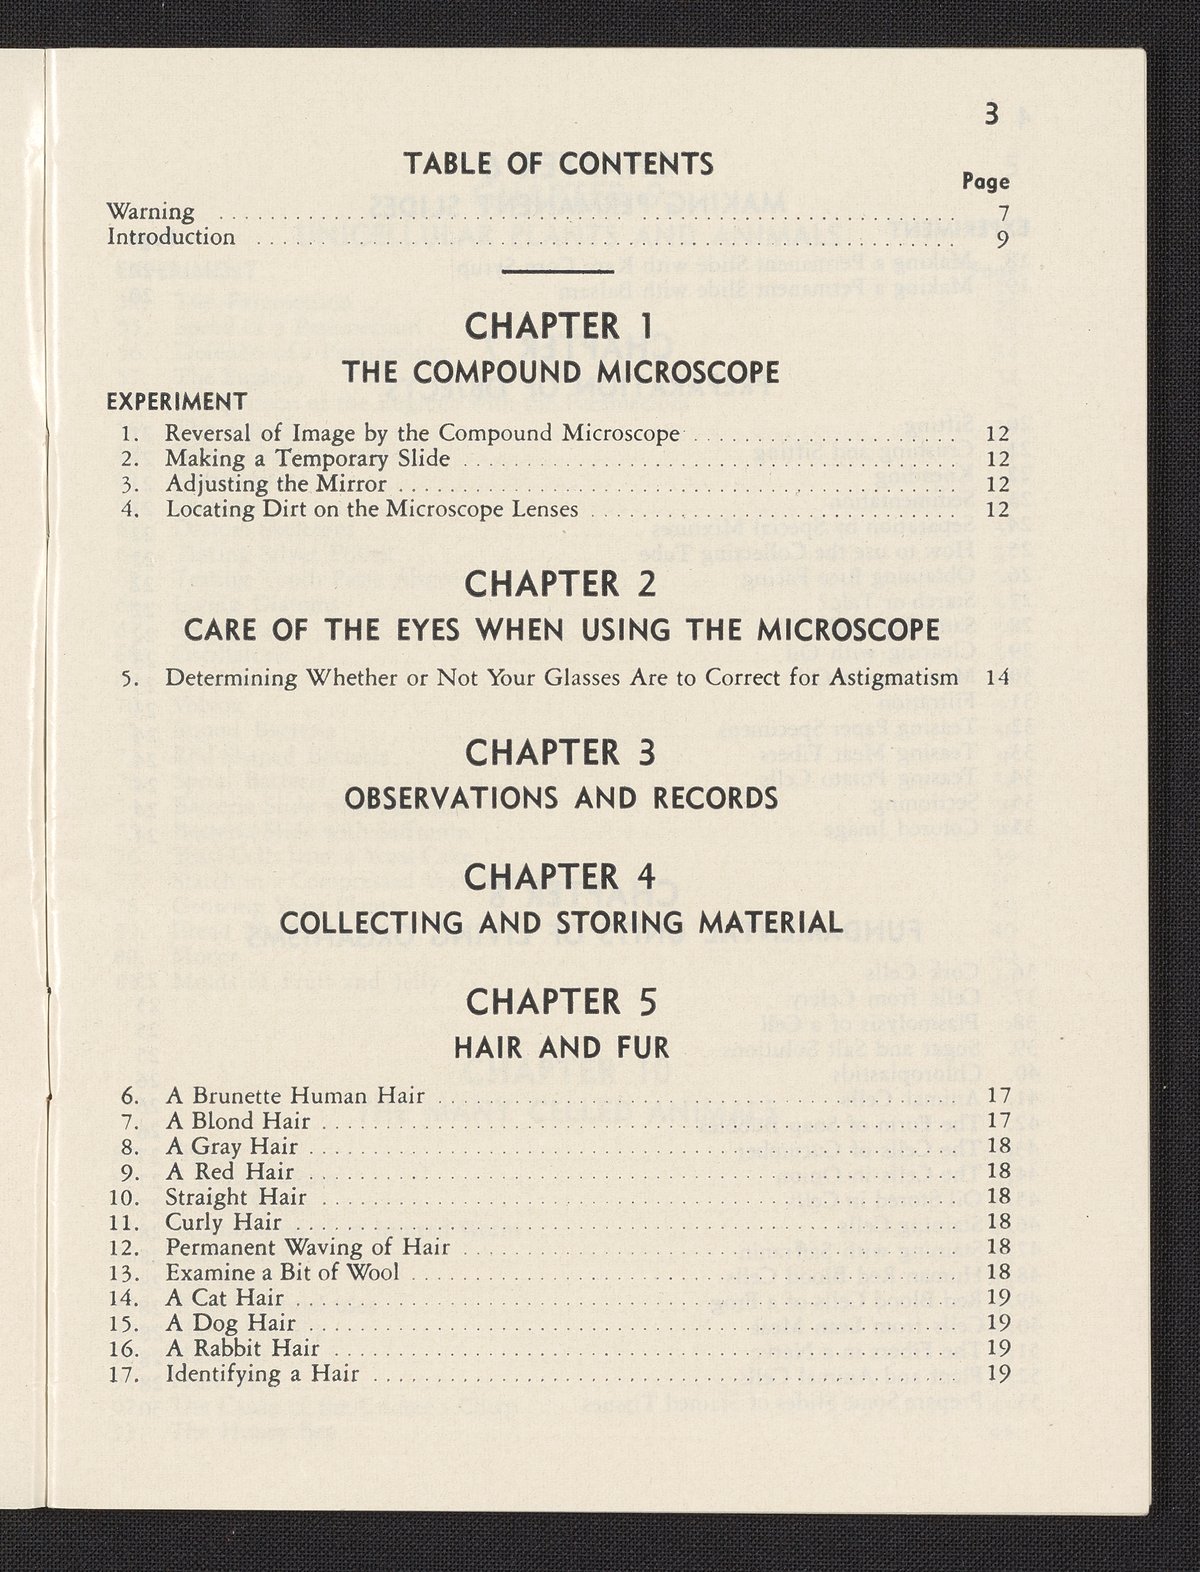 3
TABLE OF CONTENTS
Page
Warning ............ 7
Introduction ............ 9
CHAPTER 1
THE COMPOUND MICROSCOPE
EXPERIMENT
1. Reversal of Image by the Compound Microscope ............ 12
2. Making a Temporary Slide ............ 12
3. Adjusting the Mirror ............ 12
4. Locating Dirt on the Microscope Lenses ............ 12
CHAPTER 2
CARE OF THE EYES WHEN USING THE MICROSCOPE
5. Determining Whether or Not Your Glasses Are to Correct for Astigmatism 14
CHAPTER 3
OBSERVATIONS AND RECORDS
CHAPTER 4
COLLECTING AND STORING MATERIAL
CHAPTER 5
HAIR AND FUR
6. A Brunette Human Hair ............ 17
7. A Blond Hair ............ 17
8. A Gray Hair ............ 18
9. A Red Hair ............ 18
10. Straight Hair ............ 18
11. Curly Hair ............ 18
12. Permanent Waving of Hair ............ 18
13. Examine a Bit of Wool ............ 18
14. A Cat Hair ............ 19
15. A Dog Hair ............ 19
16. A Rabbit Hair ............ 19
17. Identifying a Hair ............ 19